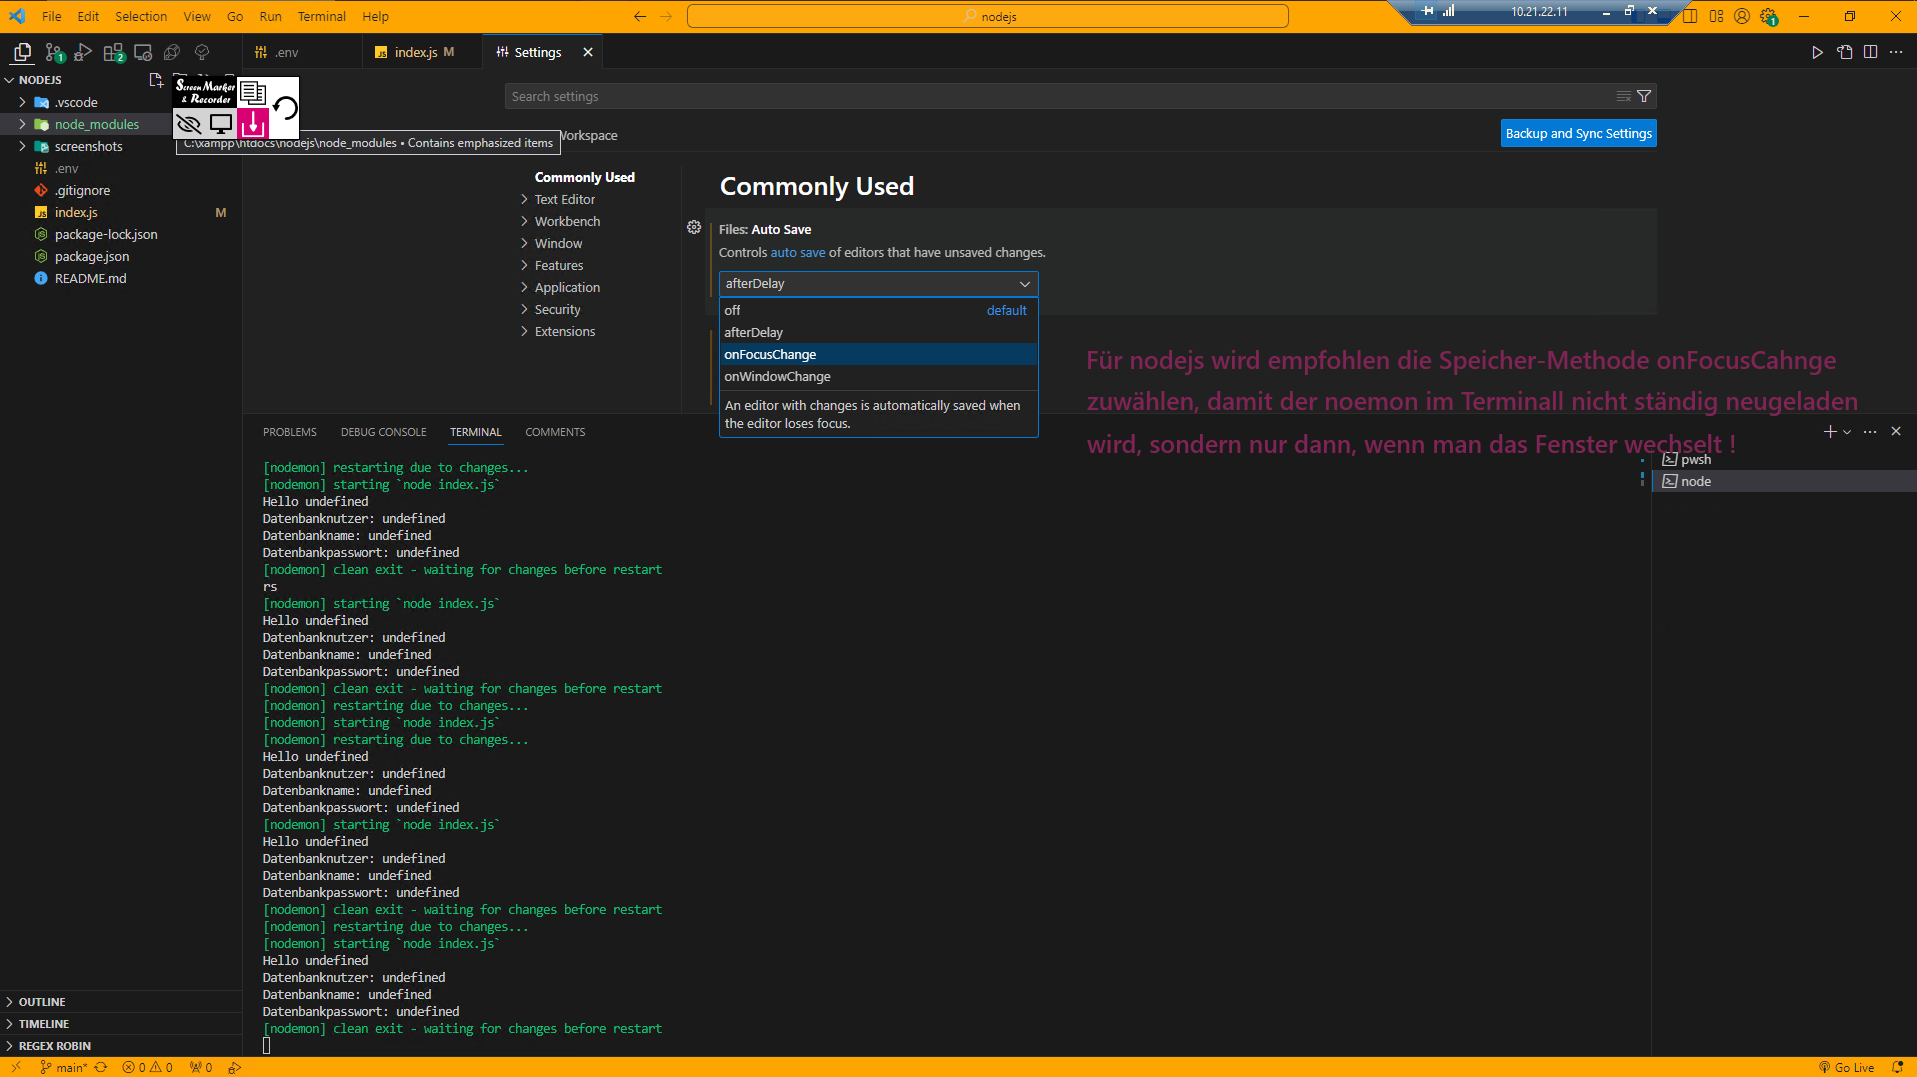 File Edit Selection View Go Run Terminal Help
nodejs
10.21.22.11
1
1 2
.env
index.js M
Settings
NODEJS
Screen Marker
& Recorder
.vscode
node_modules
screenshots
.env
.gitignore
index.js M
package-lock.json
package.json
README.md
C:\xampp\htdocs\nodejs\node_modules • Contains emphasized items
Search settings
Workspace
Backup and Sync Settings
Commonly Used
Text Editor
Workbench
Window
Features
Application
Security
Extensions
Commonly Used
Files: Auto Save
Controls auto save of editors that have unsaved changes.
afterDelay
off default
afterDelay
onFocusChange
onWindowChange
An editor with changes is automatically saved when
the editor loses focus.
Für nodejs wird empfohlen die Speicher-Methode onFocusCahnge
zuwählen, damit der noemon im Terminall nicht ständig neugeladen
wird, sondern nur dann, wenn man das Fenster wechselt !
PROBLEMS DEBUG CONSOLE TERMINAL COMMENTS
pwsh
node
[nodemon] restarting due to changes...
[nodemon] starting `node index.js`
Hello undefined
Datenbanknutzer: undefined
Datenbankname: undefined
Datenbankpasswort: undefined
[nodemon] clean exit - waiting for changes before restart
rs
[nodemon] starting `node index.js`
Hello undefined
Datenbanknutzer: undefined
Datenbankname: undefined
Datenbankpasswort: undefined
[nodemon] clean exit - waiting for changes before restart
[nodemon] restarting due to changes...
[nodemon] starting `node index.js`
[nodemon] restarting due to changes...
Hello undefined
Datenbanknutzer: undefined
Datenbankname: undefined
Datenbankpasswort: undefined
[nodemon] starting `node index.js`
Hello undefined
Datenbanknutzer: undefined
Datenbankname: undefined
Datenbankpasswort: undefined
[nodemon] clean exit - waiting for changes before restart
[nodemon] restarting due to changes...
[nodemon] starting `node index.js`
Hello undefined
Datenbanknutzer: undefined
Datenbankname: undefined
Datenbankpasswort: undefined
[nodemon] clean exit - waiting for changes before restart
OUTLINE
TIMELINE
REGEX ROBIN
main* 0 0 0 Go Live